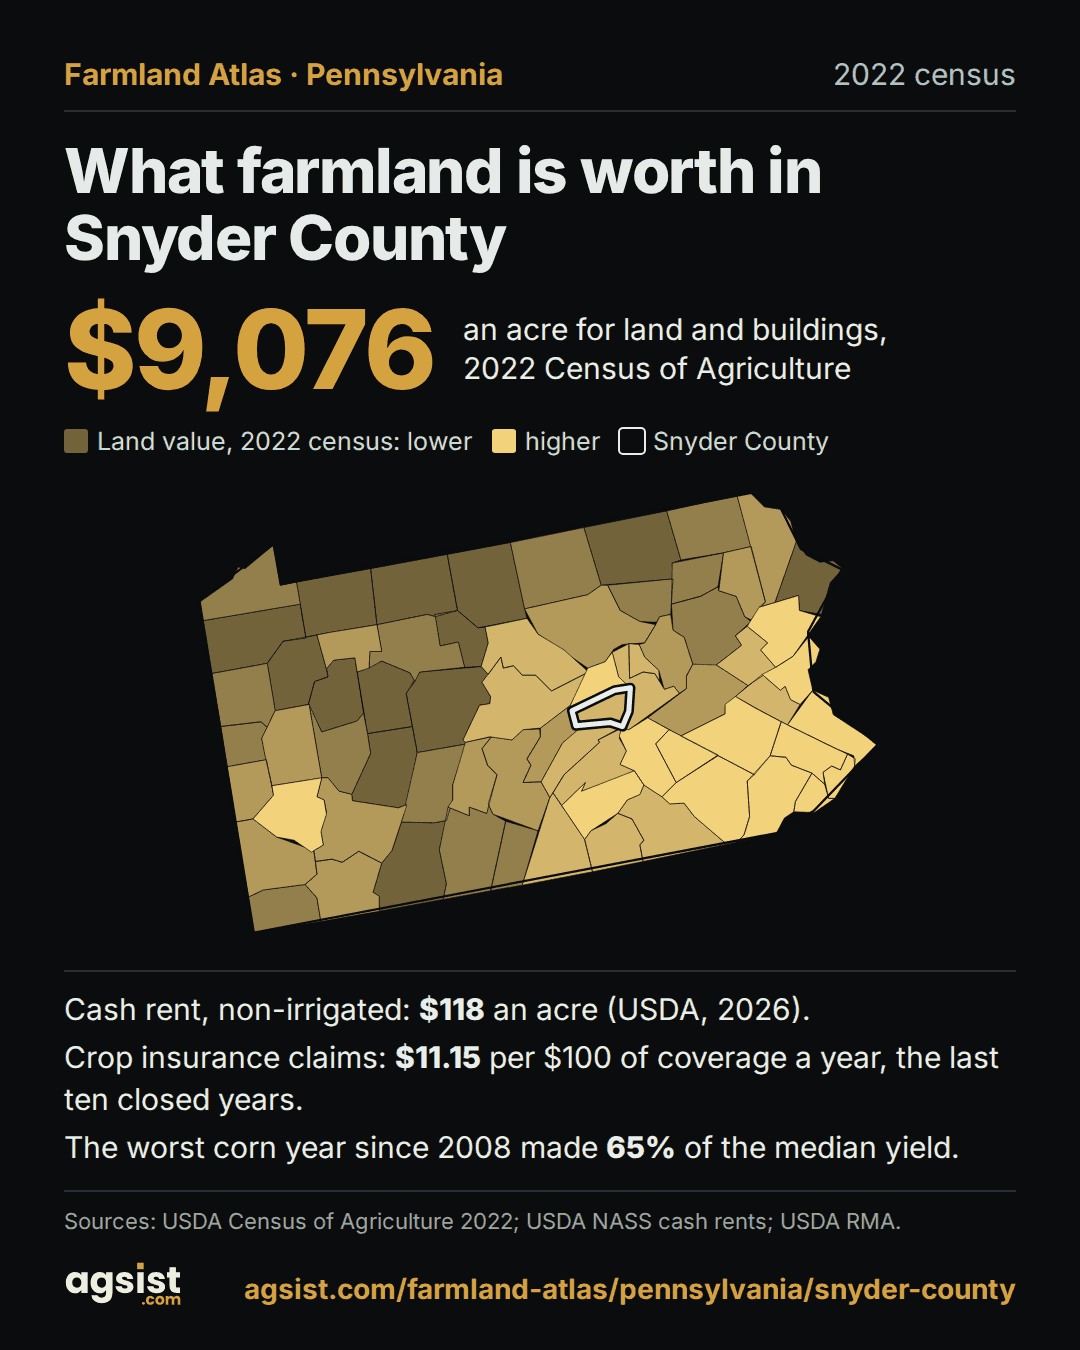 Farmland Atlas · Pennsylvania
2022 census
What farmland is worth in
Snyder County
$9,076
an acre for land and buildings,
2022 Census of Agriculture
Land value, 2022 census: lower
higher
Snyder County
Cash rent, non-irrigated: $118 an acre (USDA, 2026).
Crop insurance claims: $11.15 per $100 of coverage a year, the last
ten closed years.
The worst corn year since 2008 made 65% of the median yield.
Sources: USDA Census of Agriculture 2022; USDA NASS cash rents; USDA RMA.
agsist
.com
agsist.com/farmland-atlas/pennsylvania/snyder-county